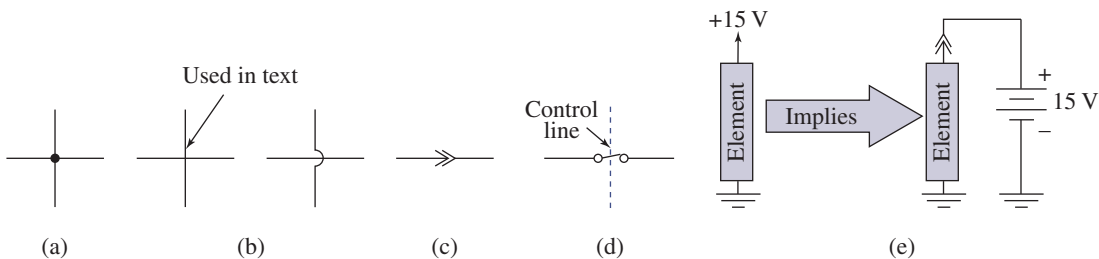 +15 V
Used in text
Control
line
Element
Implies
Element
+
15 V
−
(a)
(b)
(c)
(d)
(e)